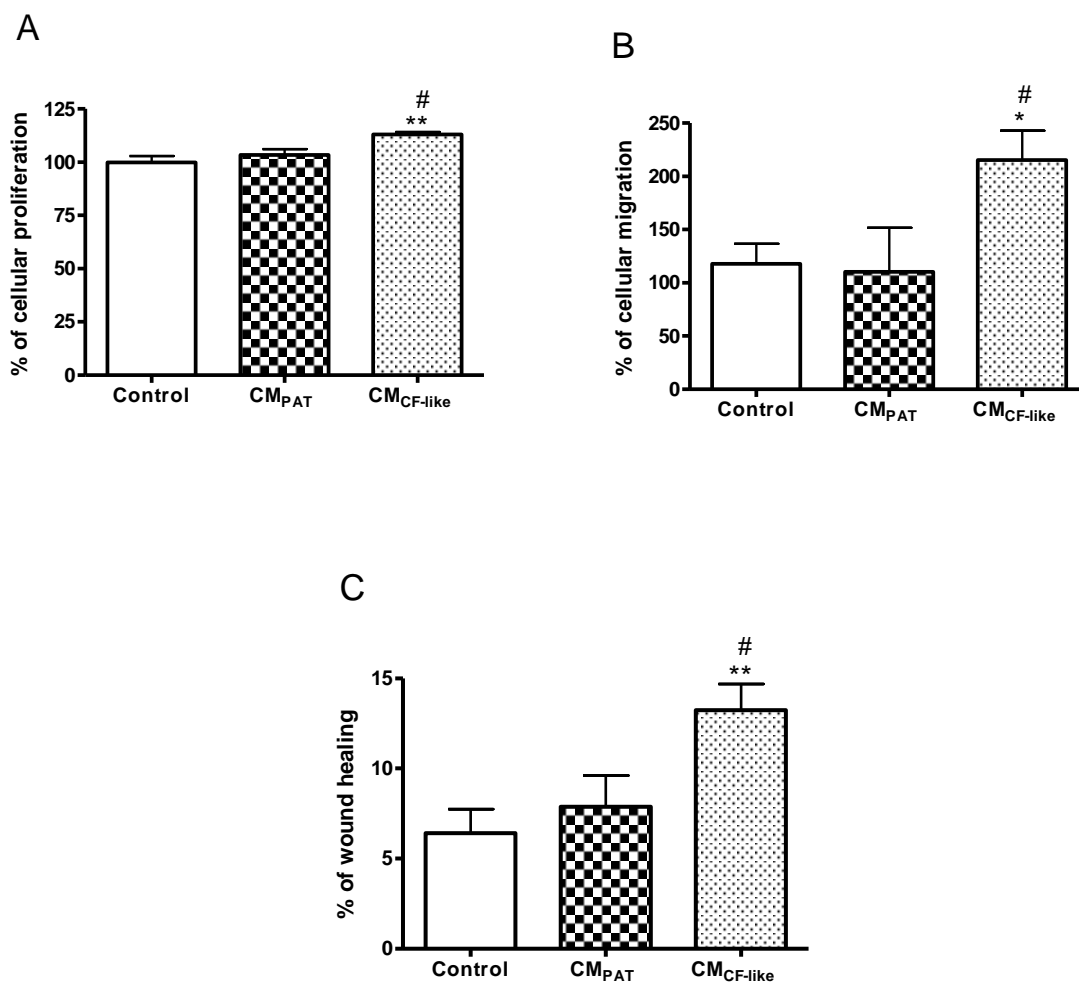 A
% of cellular proliferation
125
100
75
50
25
0
#
**
Control
CMPAT
CMCF-like
B
% of cellular migration
250
200
150
100
50
0
#
*
Control
CMPAT
CMCF-like
C
% of wound healing
15
10
5
0
#
**
Control
CMPAT
CMCF-like